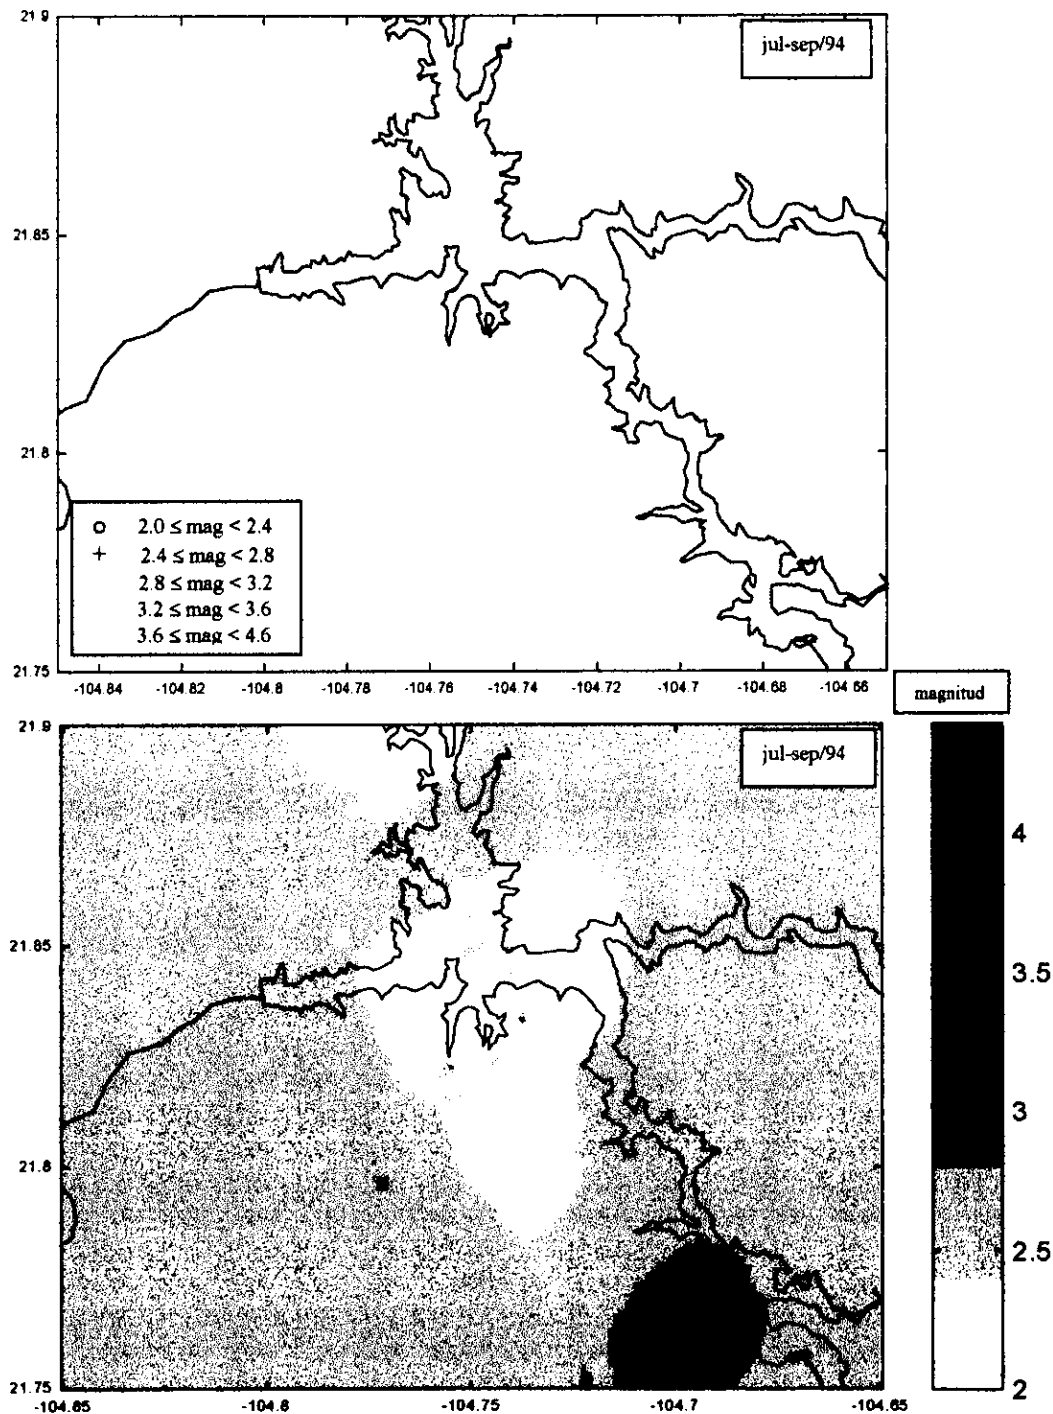 21.9
jul-sep/94
21.85
21.8
o 2.0 ≤ mag < 2.4
+ 2.4 ≤ mag < 2.8
2.8 ≤ mag < 3.2
3.2 ≤ mag < 3.6
3.6 ≤ mag < 4.6
21.75
-104.84 -104.82 -104.8 -104.78 -104.76 -104.74 -104.72 -104.7 -104.68 -104.66
magnitud
21.9
jul-sep/94
4
21.85
3.5
3
21.8
2.5
21.75
2
-104.85 -104.8 -104.75 -104.7 -104.65